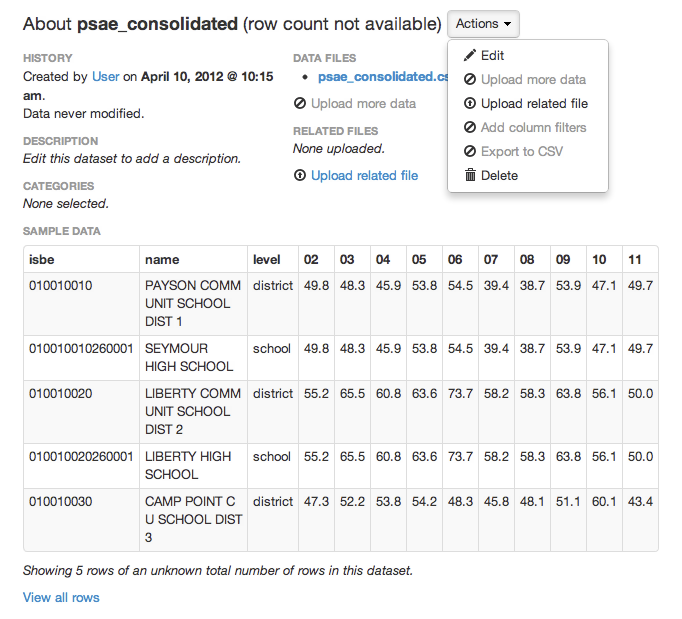 About psae_consolidated (row count not available) Actions
HISTORY
Created by User on April 10, 2012 @ 10:15
am.
Data never modified.
DESCRIPTION
Edit this dataset to add a description.
CATEGORIES
None selected.
DATA FILES
• psae_consolidated.cs
Upload more data
RELATED FILES
None uploaded.
Upload related file
Edit
Upload more data
Upload related file
Add column filters
Export to CSV
Delete
SAMPLE DATA
isbe name level 02 03 04 05 06 07 08 09 10 11
010010010 PAYSON COMM district 49.8 48.3 45.9 53.8 54.5 39.4 38.7 53.9 47.1 49.7
UNIT SCHOOL
DIST 1
010010010260001 SEYMOUR school 49.8 48.3 45.9 53.8 54.5 39.4 38.7 53.9 47.1 49.7
HIGH SCHOOL
010010020 LIBERTY COMM district 55.2 65.5 60.8 63.6 73.7 58.2 58.3 63.8 56.1 50.0
UNIT SCHOOL
DIST 2
010010020260001 LIBERTY HIGH school 55.2 65.5 60.8 63.6 73.7 58.2 58.3 63.8 56.1 50.0
SCHOOL
010010030 CAMP POINT C district 47.3 52.2 53.8 54.2 48.3 45.8 48.1 51.1 60.1 43.4
U SCHOOL DIST
3
Showing 5 rows of an unknown total number of rows in this dataset.
View all rows